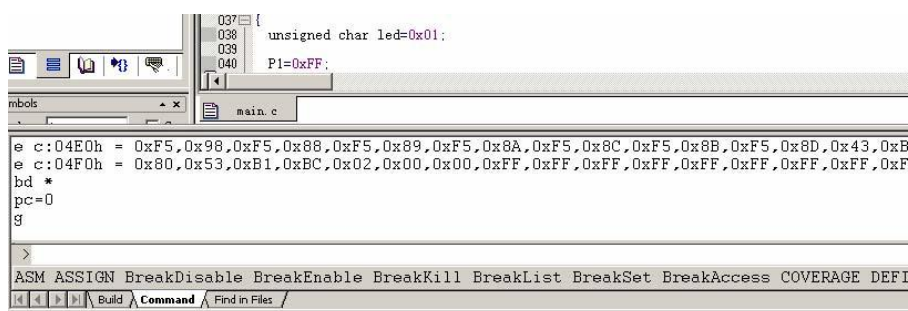 037 {
038 unsigned char led=0x01;
039
040 P1=0xFF;
mbols
main.c
e c:04E0h = 0xF5,0x98,0xF5,0x88,0xF5,0x89,0xF5,0x8A,0xF5,0x8C,0xF5,0x8B,0xF5,0x8D,0x43,0xB
e c:04F0h = 0x80,0x53,0xB1,0xBC,0x02,0x00,0x00,0xFF,0xFF,0xFF,0xFF,0xFF,0xFF,0xFF,0xFF,0xF
bd *
pc=0
g
>
ASM ASSIGN BreakDisable BreakEnable BreakKill BreakList BreakSet BreakAccess COVERAGE DEFI
Build Command Find in Files